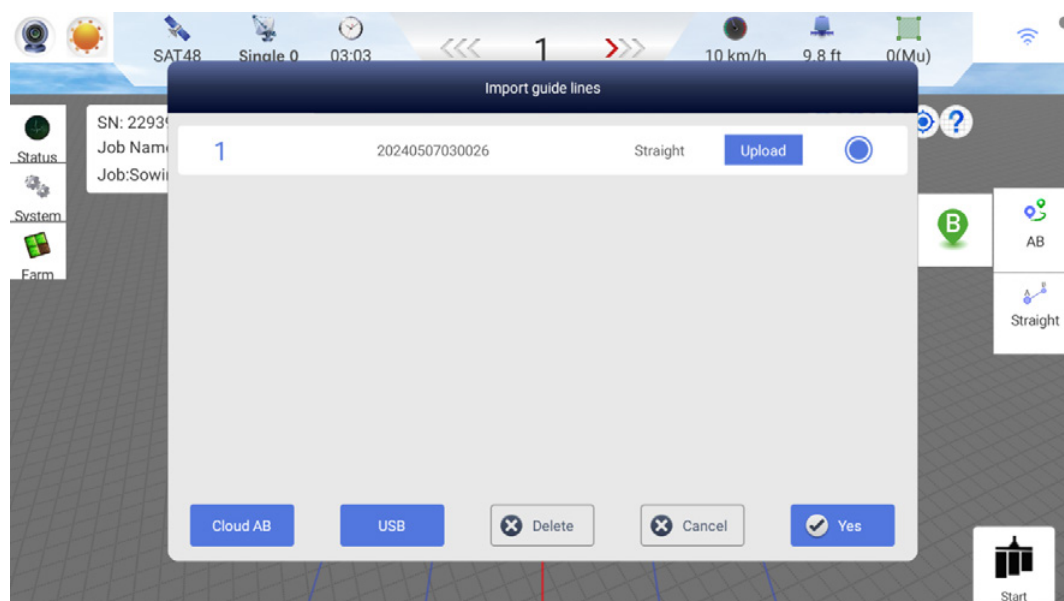 SAT48 Single 0 03:03 1 10 km/h 9.8 ft 0(Mu)
Import guide lines
SN: 22939
Job Nam
Job:Sowi
Status
System
Farm
1 20240507030026 Straight Upload
?
B
AB
A B
Straight
Cloud AB USB Delete Cancel Yes
Start